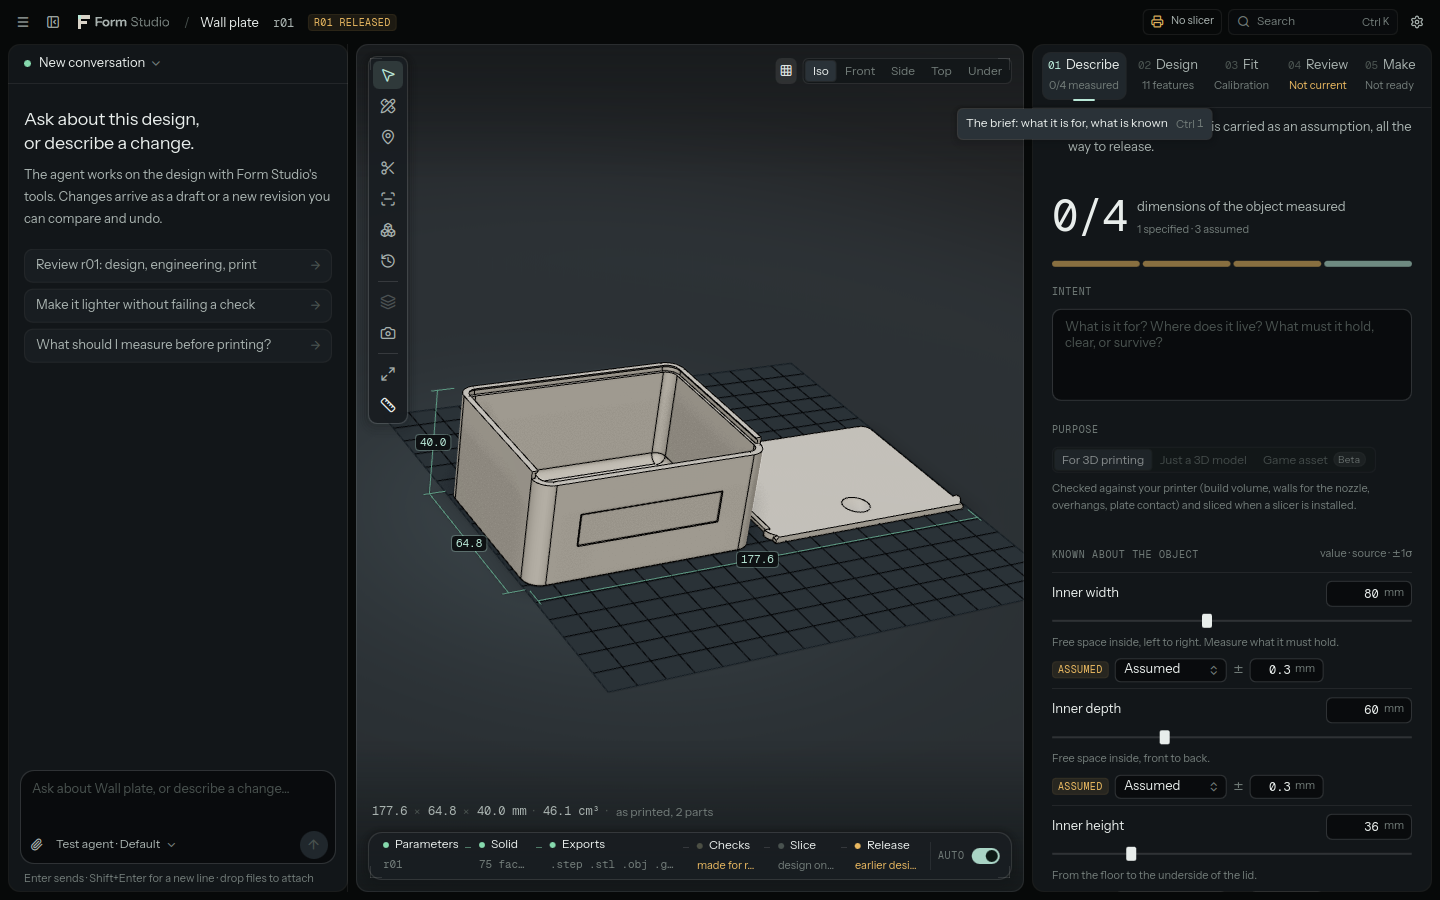 Form Studio / Wall plate r01 R01 RELEASED
No slicer
Search Ctrl K
New conversation
Ask about this design,
or describe a change.
The agent works on the design with Form Studio's
tools. Changes arrive as a draft or a new revision you
can compare and undo.
Review r01: design, engineering, print
Make it lighter without failing a check
What should I measure before printing?
Ask about Wall plate, or describe a change...
Test agent · Default
Enter sends · Shift+Enter for a new line · drop files to attach
Iso Front Side Top Under
40.0
64.8
177.6
177.6 × 64.8 × 40.0 mm · 46.1 cm³ · as printed, 2 parts
Parameters
r01
Solid
75 fac...
Exports
.step .stl .obj .g...
Checks
made for r...
Solid
design on...
Release
earlier desi...
AUTO
01 Describe
0/4 measured
02 Design
11 features
03 Fit
Calibration
04 Review
Not current
05 Make
Not ready
The brief: what it is for, what is known Ctrl 1
is carried as an assumption, all the
way to release.
0/4
dimensions of the object measured
1 specified · 3 assumed
INTENT
What is it for? Where does it live? What must it hold,
clear, or survive?
PURPOSE
For 3D printing Just a 3D model Game asset Beta
Checked against your printer (build volume, walls for the nozzle,
overhangs, plate contact) and sliced when a slicer is installed.
KNOWN ABOUT THE OBJECT value · source · ±1σ
Inner width 80 mm
Free space inside, left to right. Measure what it must hold.
ASSUMED Assumed ± 0.3 mm
Inner depth 60 mm
Free space inside, front to back.
ASSUMED Assumed ± 0.3 mm
Inner height 36 mm
From the floor to the underside of the lid.